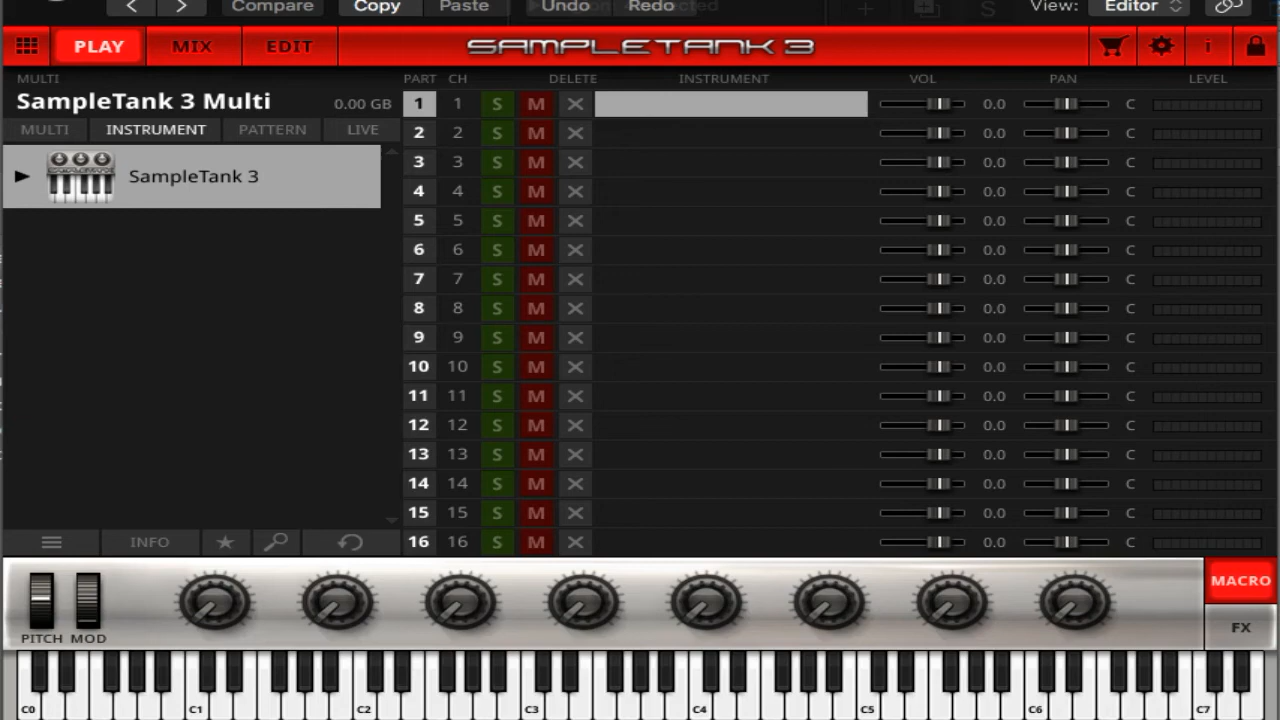 Compare Copy Paste Undo Redo View: Editor
PLAY MIX EDIT SAMPLETANK 3 i
MULTI PART CH DELETE INSTRUMENT VOL PAN LEVEL
SampleTank 3 Multi 0.00 GB
MULTI INSTRUMENT PATTERN LIVE
SampleTank 3
1 1 S M X 0.0 C
2 2 S M X 0.0 C
3 3 S M X 0.0 C
4 4 S M X 0.0 C
5 5 S M X 0.0 C
6 6 S M X 0.0 C
7 7 S M X 0.0 C
8 8 S M X 0.0 C
9 9 S M X 0.0 C
10 10 S M X 0.0 C
11 11 S M X 0.0 C
12 12 S M X 0.0 C
13 13 S M X 0.0 C
14 14 S M X 0.0 C
15 15 S M X 0.0 C
16 16 S M X 0.0 C
INFO
PITCH MOD
MACRO
FX
C0 C1 C2 C3 C4 C5 C6 C7